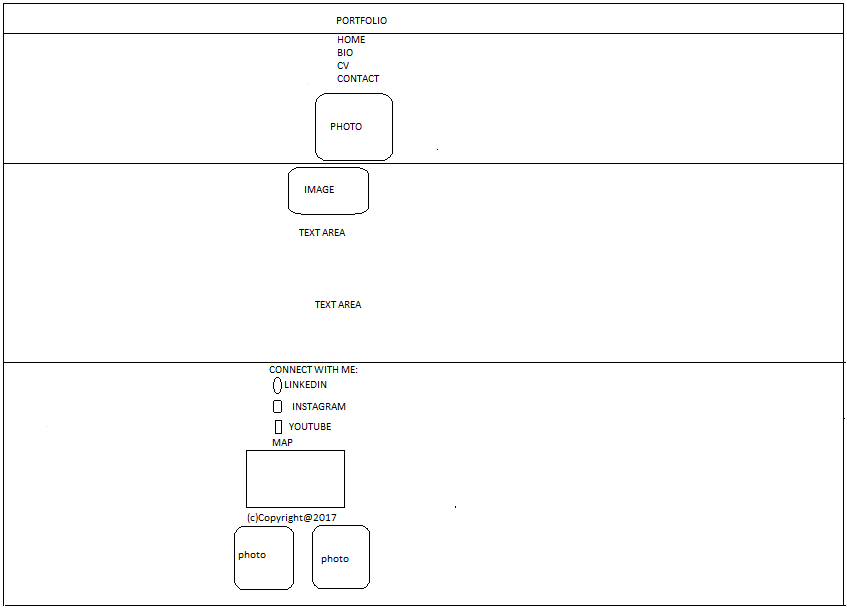 PORTFOLIO
HOME
BIO
CV
CONTACT
PHOTO
IMAGE
TEXT AREA
TEXT AREA
CONNECT WITH ME:
LINKEDIN
INSTAGRAM
YOUTUBE
MAP
(c)Copyright@2017
photo photo